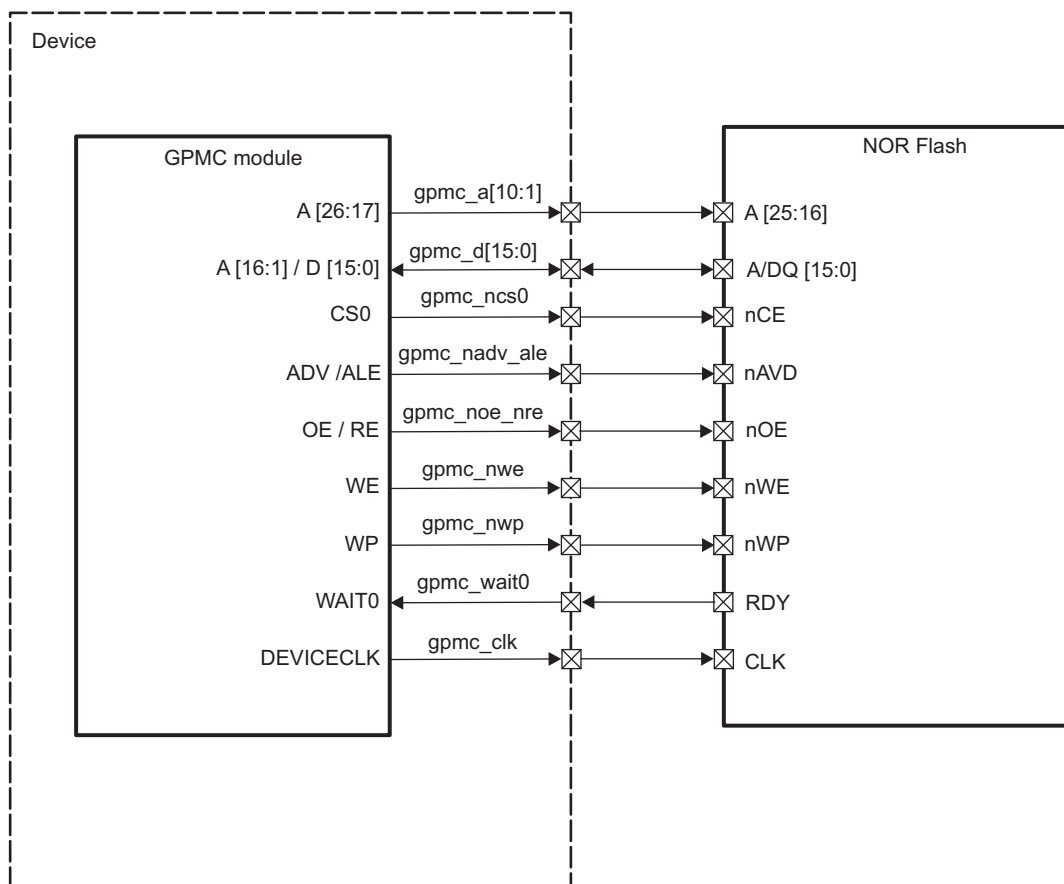 Device
GPMC module
NOR Flash
A [26:17] gpmc_a[10:1] A [25:16]
A [16:1] / D [15:0] gpmc_d[15:0] A/DQ [15:0]
CS0 gpmc_ncs0 nCE
ADV /ALE gpmc_nadv_ale nAVD
OE / RE gpmc_noe_nre nOE
WE gpmc_nwe nWE
WP gpmc_nwp nWP
WAIT0 gpmc_wait0 RDY
DEVICECLK gpmc_clk CLK